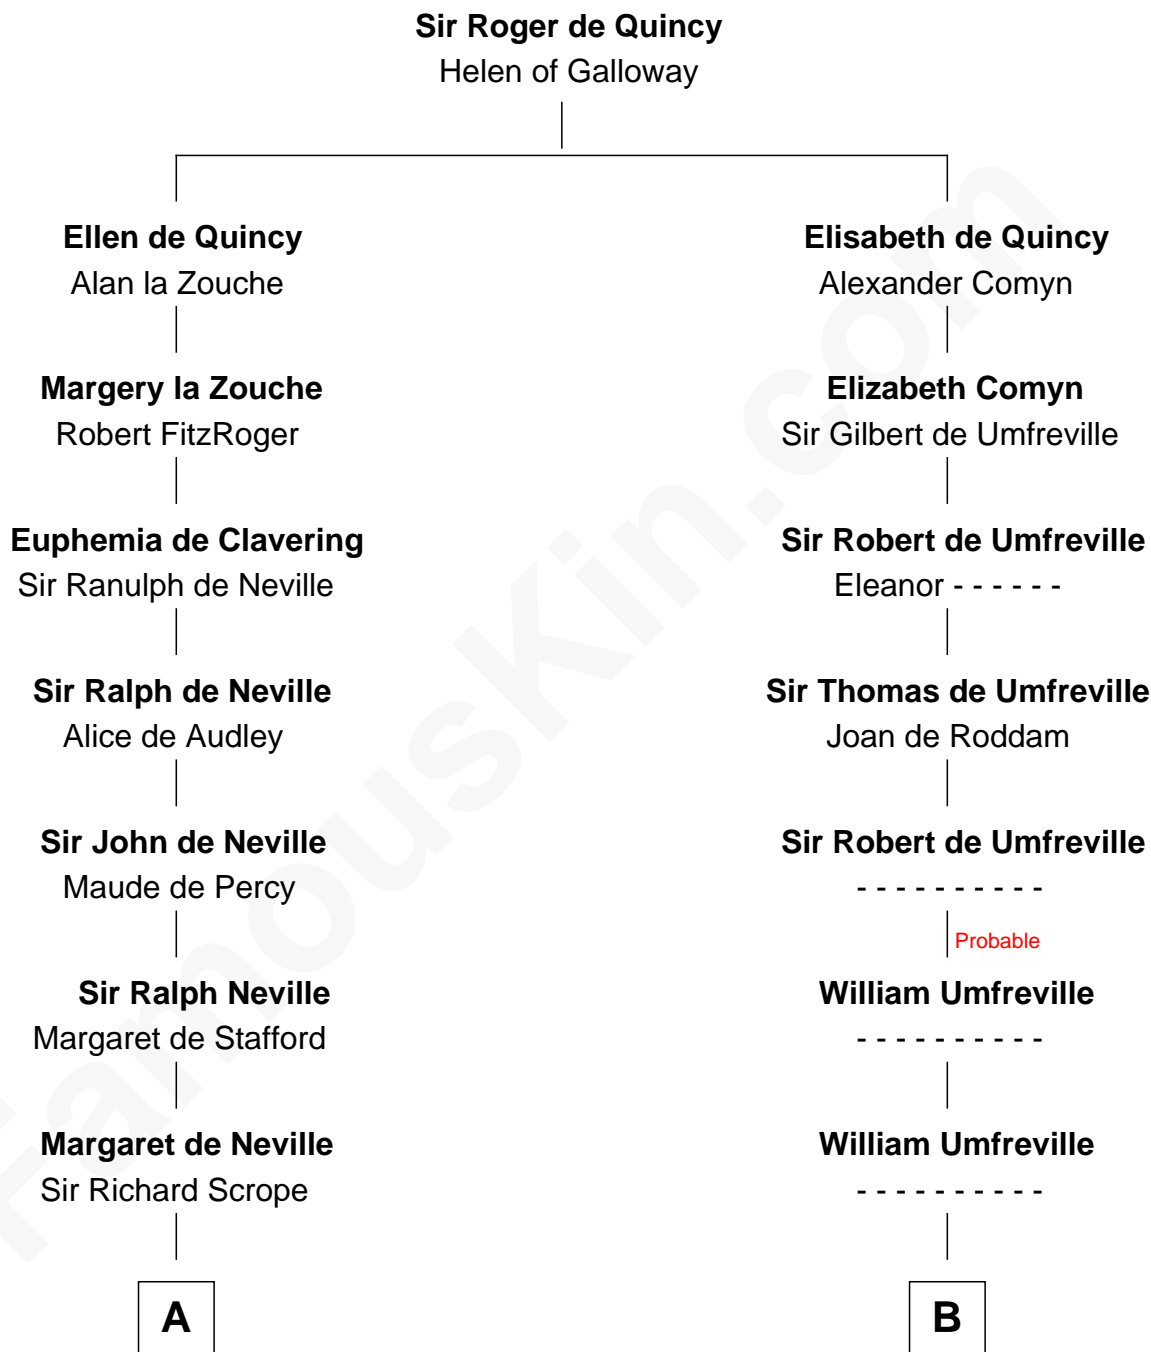 Sir Roger de Quincy
Helen of Galloway
Ellen de Quincy
Alan la Zouche
Elisabeth de Quincy
Alexander Comyn
Margery la Zouche
Robert FitzRoger
Elizabeth Comyn
Sir Gilbert de Umfreville
Euphemia de Clavering
Sir Ranulph de Neville
Sir Robert de Umfreville
Eleanor - - - - - -
Sir Ralph de Neville
Alice de Audley
Sir Thomas de Umfreville
Joan de Roddam
Sir John de Neville
Maude de Percy
Sir Robert de Umfreville
- - - - - - - - - -
Probable
Sir Ralph Neville
Margaret de Stafford
William Umfreville
- - - - - - - - - -
Margaret de Neville
Sir Richard Scrope
William Umfreville
- - - - - - - - - -
A
B
FamousKin.com